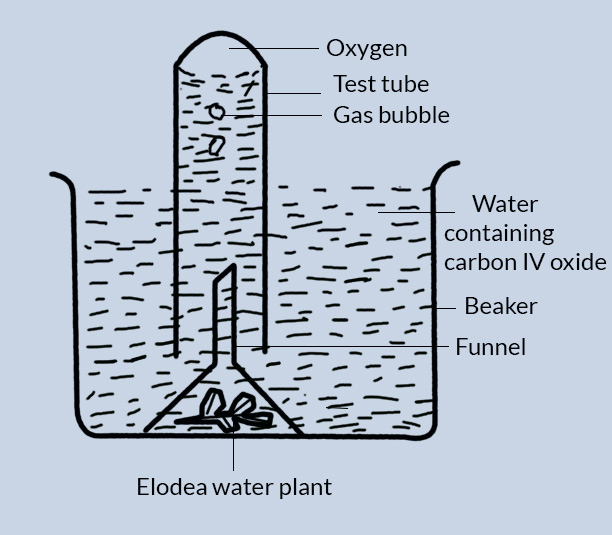 Oxygen
Test tube
Gas bubble
Water
containing
carbon IV oxide
Beaker
Funnel
Elodea water plant